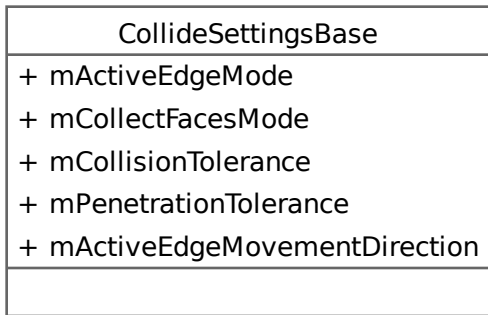 CollideSettingsBase
+ mActiveEdgeMode
+ mCollectFacesMode
+ mCollisionTolerance
+ mPenetrationTolerance
+ mActiveEdgeMovementDirection